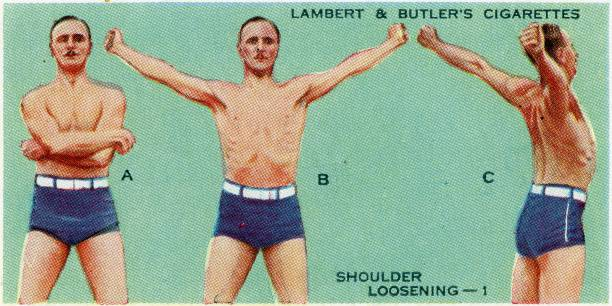 LAMBERT & BUTLER'S CIGARETTES
A
B
C
SHOULDER
LOOSENING — 1